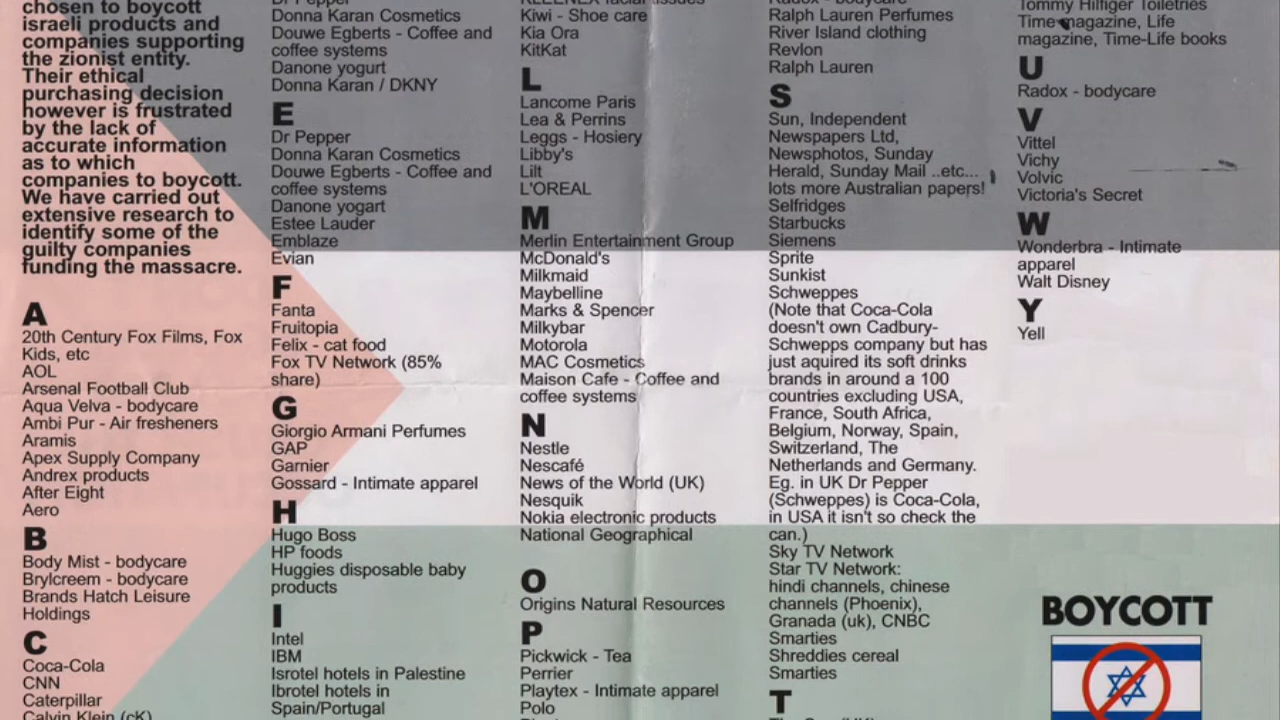 chosen to boycott
israeli products and
companies supporting
the zionist entity.
Their ethical
purchasing decision
however is frustrated
by the lack of
accurate information
as to which
companies to boycott.
We have carried out
extensive research to
identify some of the
guilty companies
funding the massacre.
A
20th Century Fox Films, Fox
Kids, etc
AOL
Arsenal Football Club
Aqua Velva - bodycare
Ambi Pur - Air fresheners
Aramis
Apex Supply Company
Andrex products
After Eight
Aero
B
Body Mist - bodycare
Brylcreem - bodycare
Brands Hatch Leisure
Holdings
C
Coca-Cola
CNN
Caterpillar
Calvin Klein (cK)
Dr Pepper
Donna Karan Cosmetics
Douwe Egberts - Coffee and
coffee systems
Danone yogurt
Donna Karan / DKNY
E
Dr Pepper
Donna Karan Cosmetics
Douwe Egberts - Coffee and
coffee systems
Danone yogart
Estee Lauder
Emblaze
Evian
F
Fanta
Fruitopia
Felix - cat food
Fox TV Network (85%
share)
G
Giorgio Armani Perfumes
GAP
Garnier
Gossard - Intimate apparel
H
Hugo Boss
HP foods
Huggies disposable baby
products
I
Intel
IBM
Isrotel hotels in Palestine
Ibrotel hotels in
Spain/Portugal
KLEENEX facial tissues
Kiwi - Shoe care
Kia Ora
KitKat
L
Lancome Paris
Lea & Perrins
Leggs - Hosiery
Libby's
Lilt
L'OREAL
M
Merlin Entertainment Group
McDonald's
Milkmaid
Maybelline
Marks & Spencer
Milkybar
Motorola
MAC Cosmetics
Maison Cafe - Coffee and
coffee systems
N
Nestle
Nescafé
News of the World (UK)
Nesquik
Nokia electronic products
National Geographical
O
Origins Natural Resources
P
Pickwick - Tea
Perrier
Playtex - Intimate apparel
Polo
Radox - bodycare
Ralph Lauren Perfumes
River Island clothing
Revlon
Ralph Lauren
S
Sun, Independent
Newspapers Ltd,
Newsphotos, Sunday
Herald, Sunday Mail ..etc...
lots more Australian papers!
Selfridges
Starbucks
Siemens
Sprite
Sunkist
Schweppes
(Note that Coca-Cola
doesn't own Cadbury-
Schwepps company but has
just aquired its soft drinks
brands in around a 100
countries excluding USA,
France, South Africa,
Belgium, Norway, Spain,
Switzerland, The
Netherlands and Germany.
Eg. in UK Dr Pepper
(Schweppes) is Coca-Cola,
in USA it isn't so check the
can.)
Sky TV Network
Star TV Network:
hindi channels, chinese
channels (Phoenix),
Granada (uk), CNBC
Smarties
Shreddies cereal
Smarties
T
Tommy Hilfiger Toiletries
Time magazine, Life
magazine, Time-Life books
U
Radox - bodycare
V
Vittel
Vichy
Volvic
Victoria's Secret
W
Wonderbra - Intimate
apparel
Walt Disney
Y
Yell
BOYCOTT